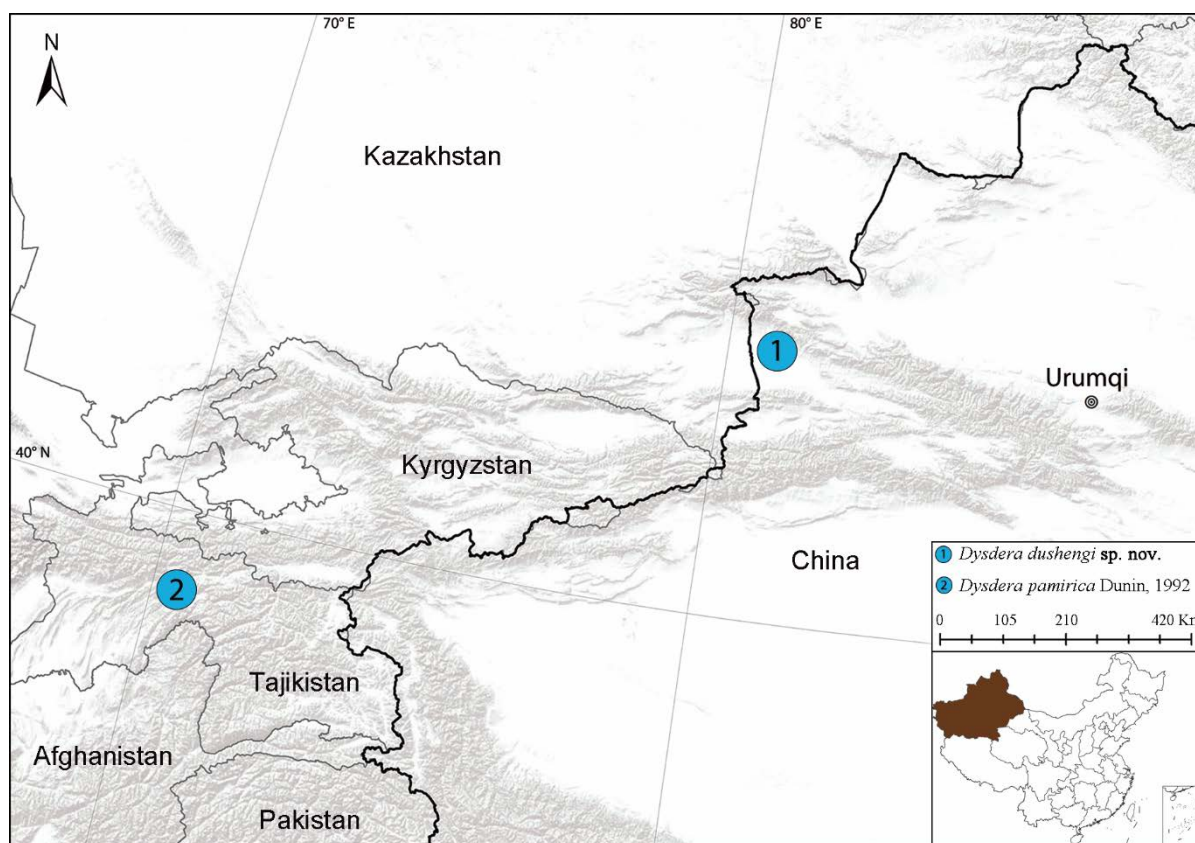 70° E
80° E
N
Kazakhstan
1
Urumqi
40° N
Kyrgyzstan
China
2
Tajikistan
Afghanistan
Pakistan
1 Dysdera dushengi sp. nov.
2 Dysdera pamirica Dunin, 1992
0 105 210 420 Km